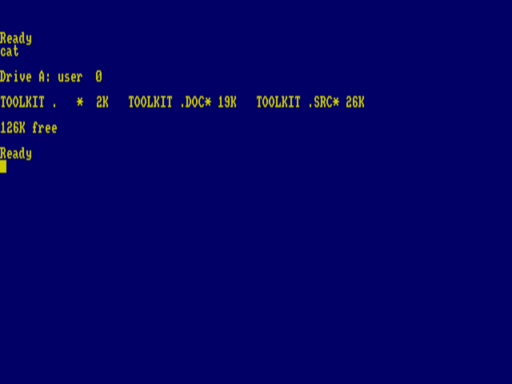 Ready
cat
Drive A: user  0
TOOLKIT .   *  2K   TOOLKIT .DOC* 19K   TOOLKIT .SRC* 26K
126K free
Ready